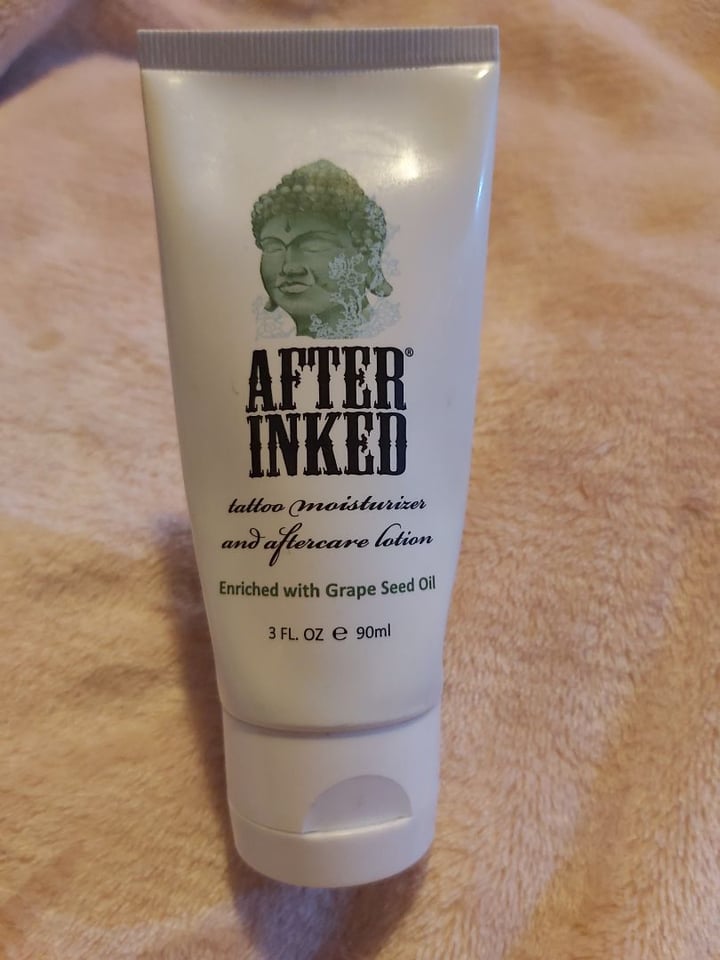 AFTER®
INKED
tattoo moisturizer
and aftercare lotion
Enriched with Grape Seed Oil
3 FL. OZ ℮ 90ml